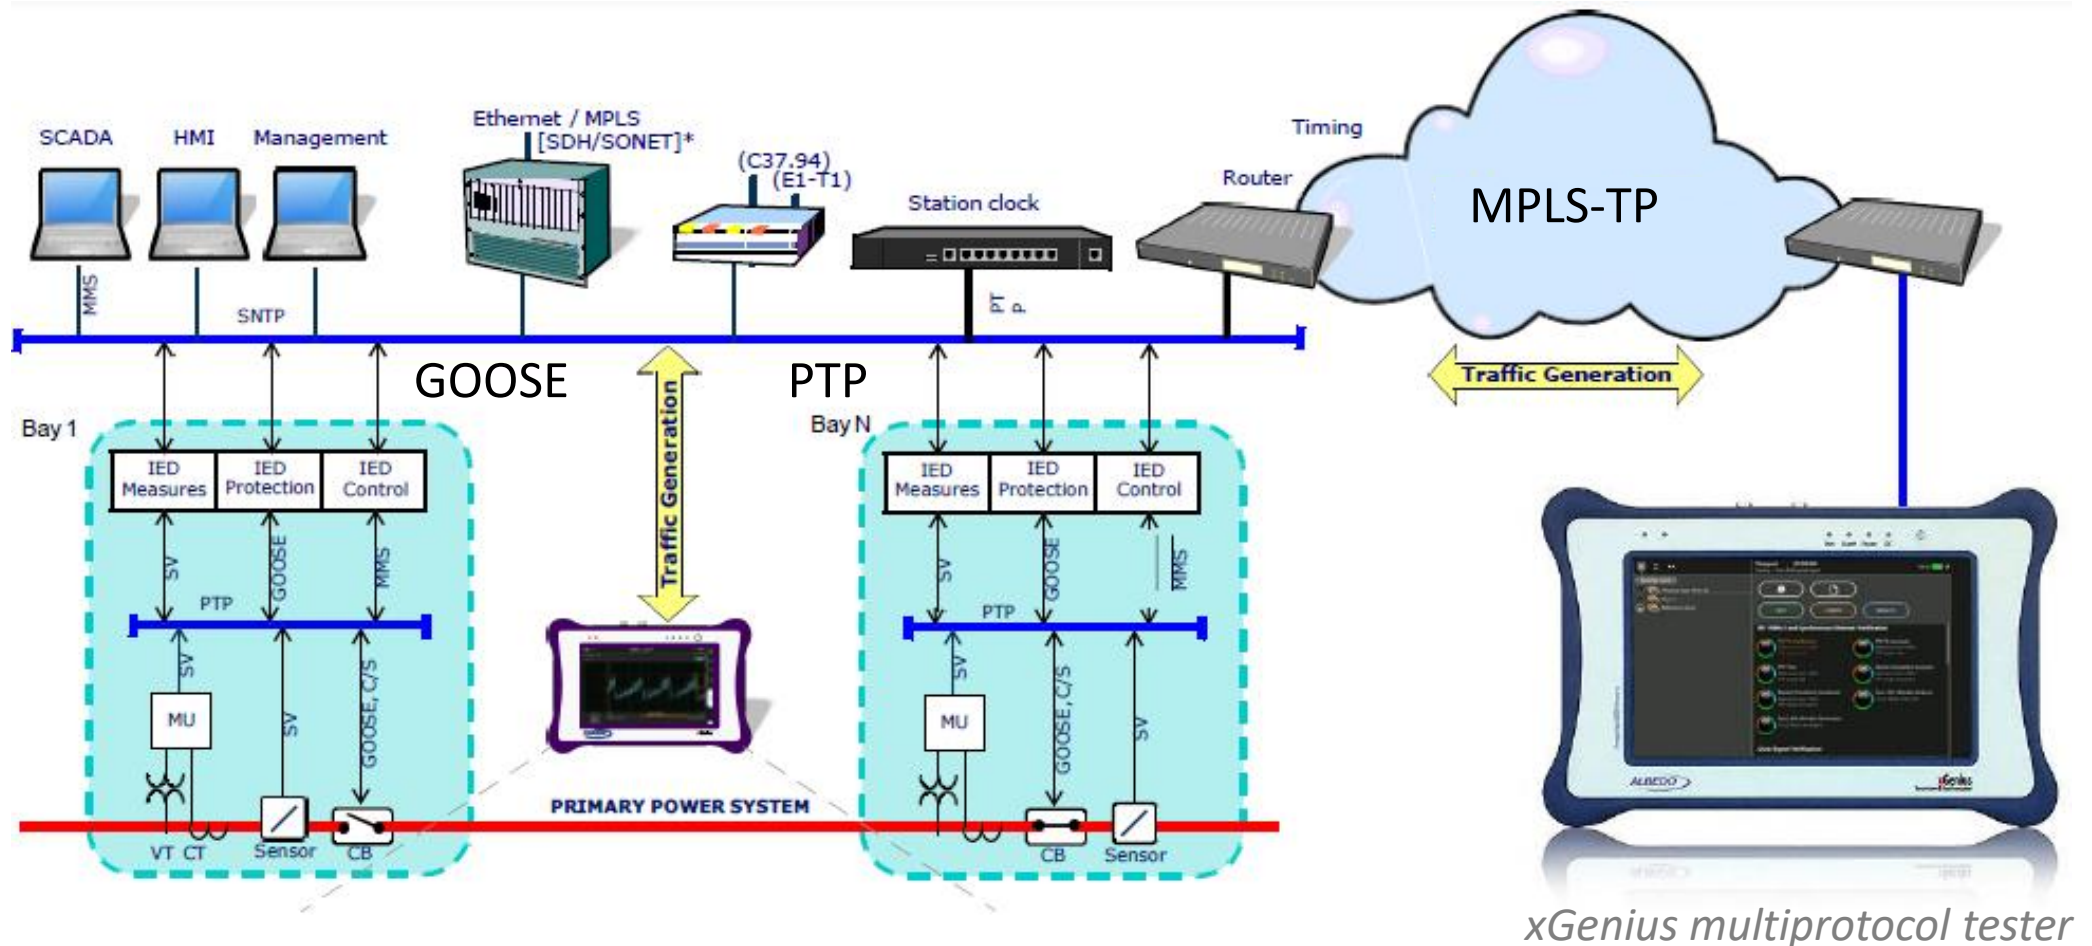 SCADA
HMI
Management
Ethernet / MPLS
[SDH/SONET]*
(C37.94)
(E1-T1)
Station clock
Router
Timing
MPLS-TP
MMS
SNTP
PT
P
GOOSE
PTP
Traffic Generation
Traffic Generation
Bay 1
IED
Measures
IED
Protection
IED
Control
SV
GOOSE
MMS
PTP
SV
MU
SV
GOOSE, C/S
VT CT
Sensor
CB
PRIMARY POWER SYSTEM
Bay N
IED
Measures
IED
Protection
IED
Control
SV
GOOSE
MMS
PTP
SV
MU
GOOSE, C/S
SV
CB
Sensor
ALBEDO
xGenius
xGenius multiprotocol tester